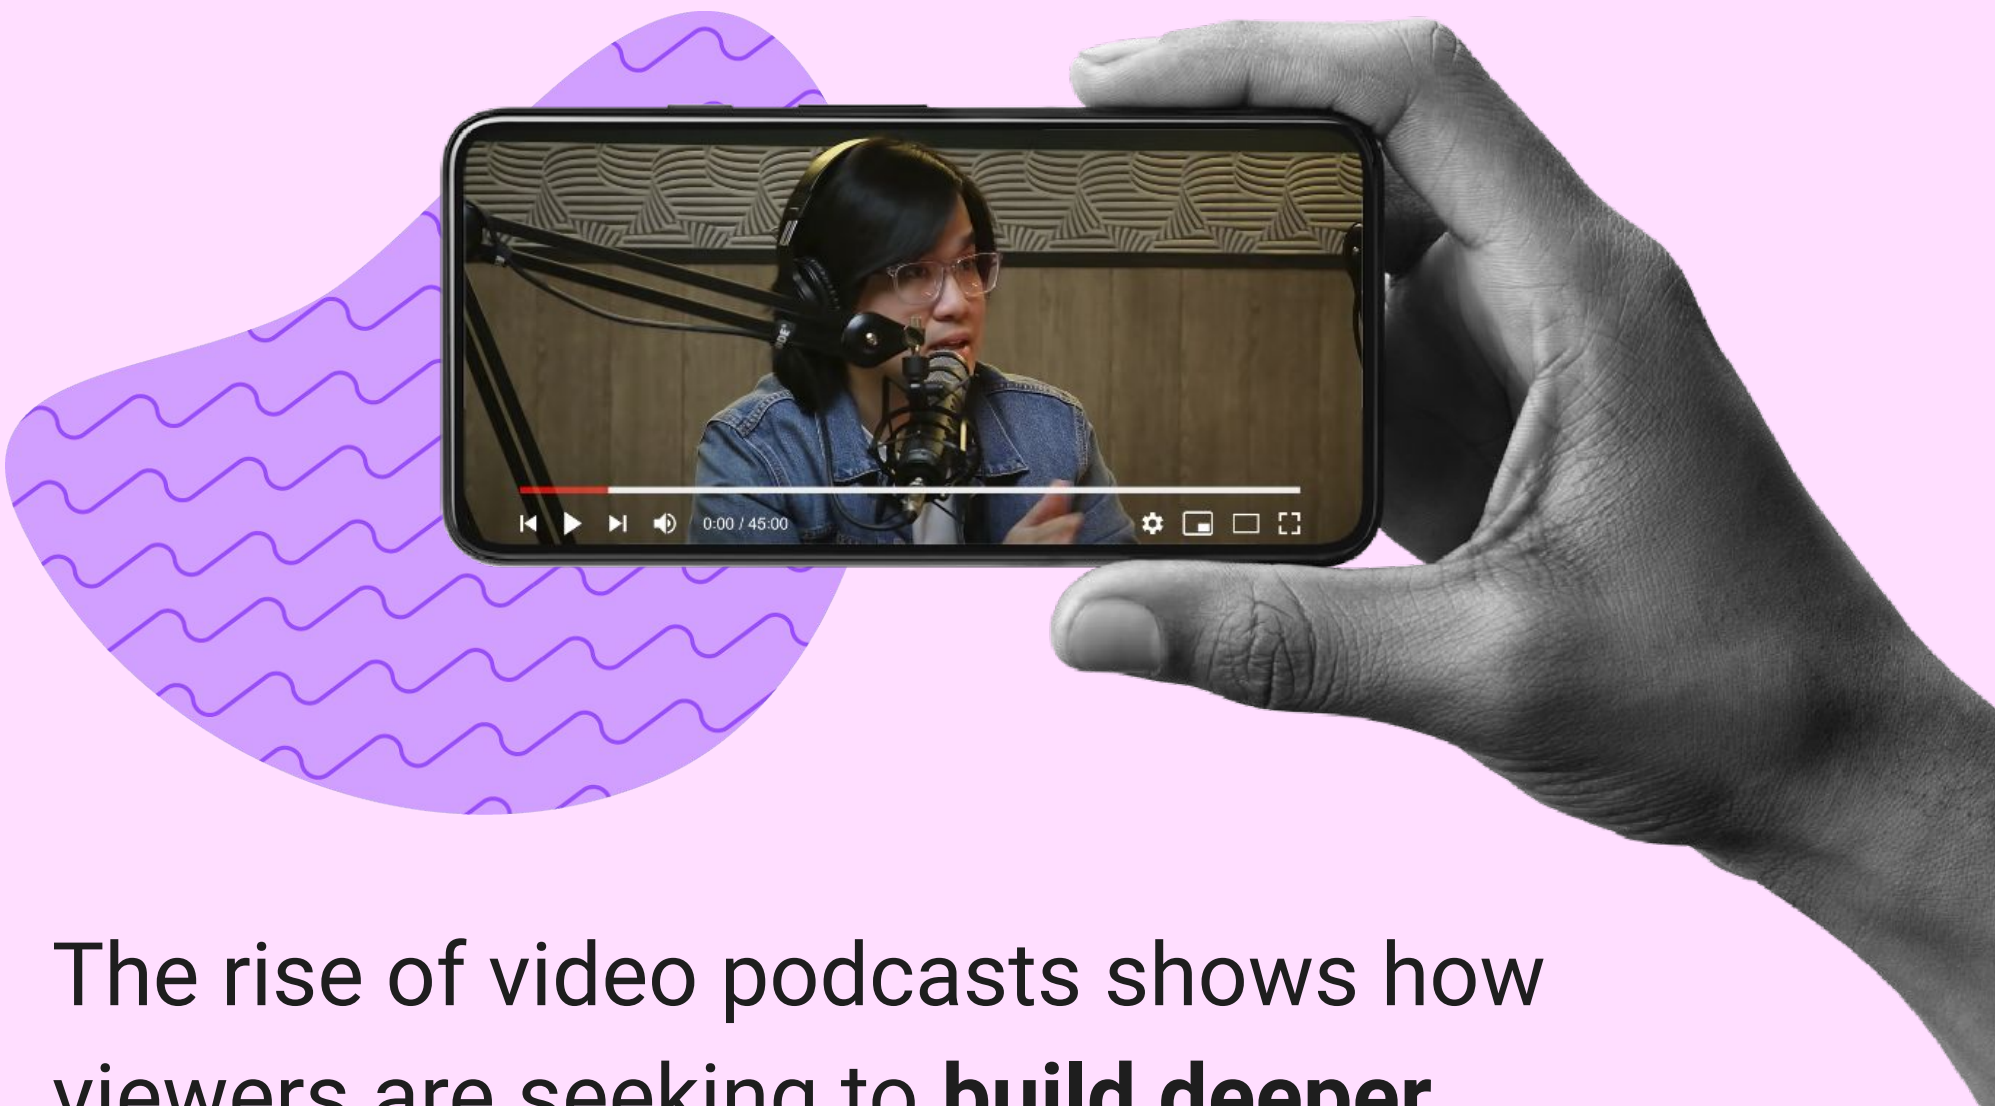 0:00 / 45:00
The rise of video podcasts shows how
viewers are seeking to build deeper